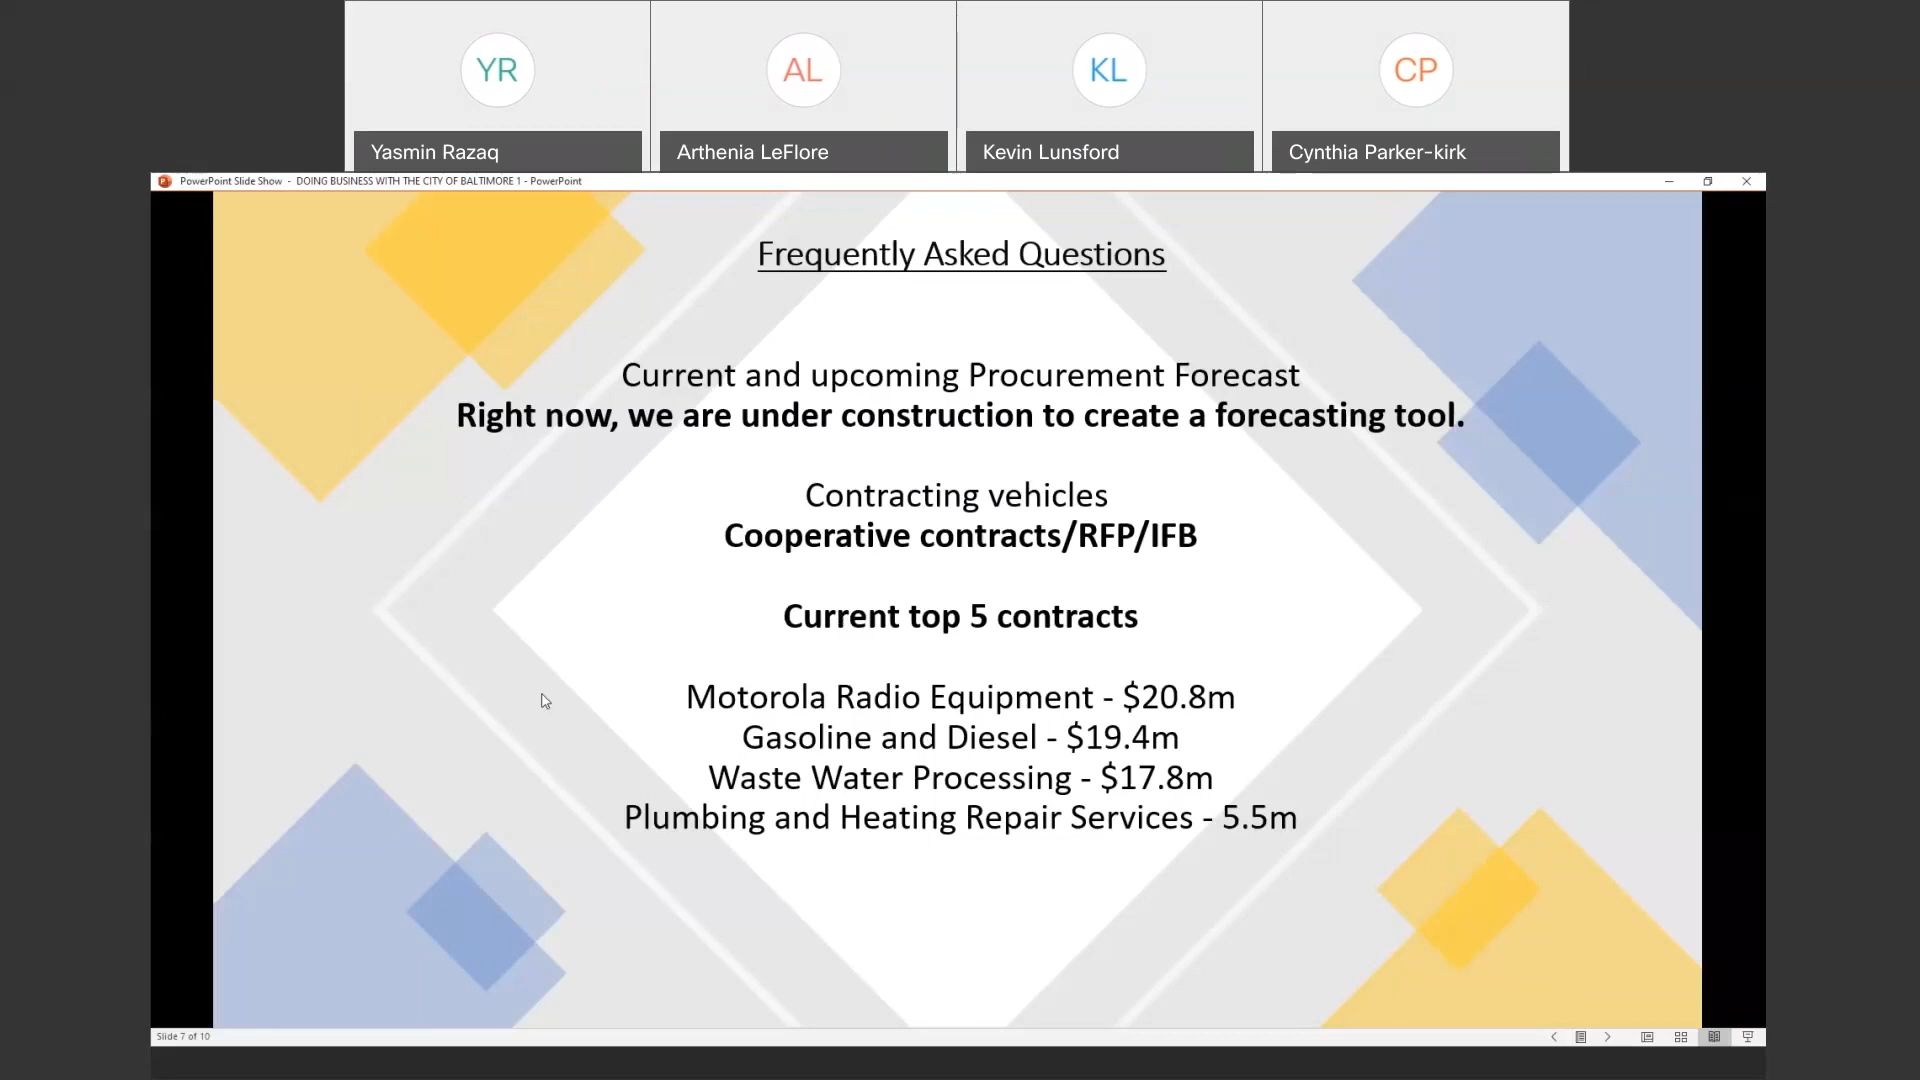 YR
AL
KL
CP
Yasmin Razaq
Arthenia LeFlore
Kevin Lunsford
Cynthia Parker-kirk
PowerPoint Slide Show - DOING BUSINESS WITH THE CITY OF BALTIMORE 1 - PowerPoint
Frequently Asked Questions
Current and upcoming Procurement Forecast
Right now, we are under construction to create a forecasting tool.
Contracting vehicles
Cooperative contracts/RFP/IFB
Current top 5 contracts
Motorola Radio Equipment - $20.8m
Gasoline and Diesel - $19.4m
Waste Water Processing - $17.8m
Plumbing and Heating Repair Services - 5.5m
Slide 7 of 10